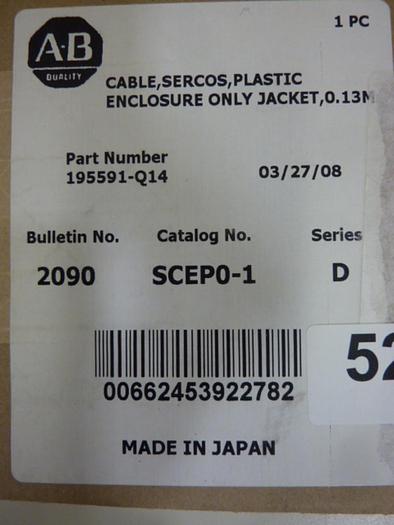 1 PC
A·B
QUALITY
CABLE,SERCOS,PLASTIC
ENCLOSURE ONLY JACKET,0.13M
Part Number
195591-Q14
03/27/08
Bulletin No. Catalog No. Series
2090 SCEP0-1 D
52
00662453922782
MADE IN JAPAN